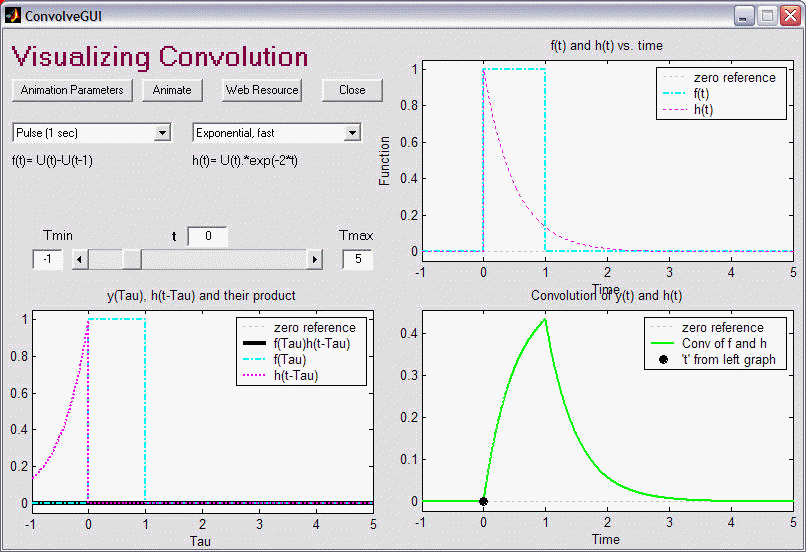 ConvolveGUI
Visualizing Convolution
Animation Parameters
Animate
Web Resource
Close
Pulse (1 sec)
Exponential, fast
f(t)= U(t)-U(t-1)
h(t)= U(t).*exp(-2*t)
Tmin
t
0
Tmax
-1
5
f(t) and h(t) vs. time
zero reference
f(t)
h(t)
Function
1
0.8
0.6
0.4
0.2
0
-1 0 1 2 3 4 5
Time
y(Tau), h(t-Tau) and their product
zero reference
f(Tau)h(t-Tau)
f(Tau)
h(t-Tau)
1
0.8
0.6
0.4
0.2
0
-1 0 1 2 3 4 5
Tau
Convolution of y(t) and h(t)
zero reference
Conv of f and h
't' from left graph
0.4
0.3
0.2
0.1
0
-1 0 1 2 3 4 5
Time